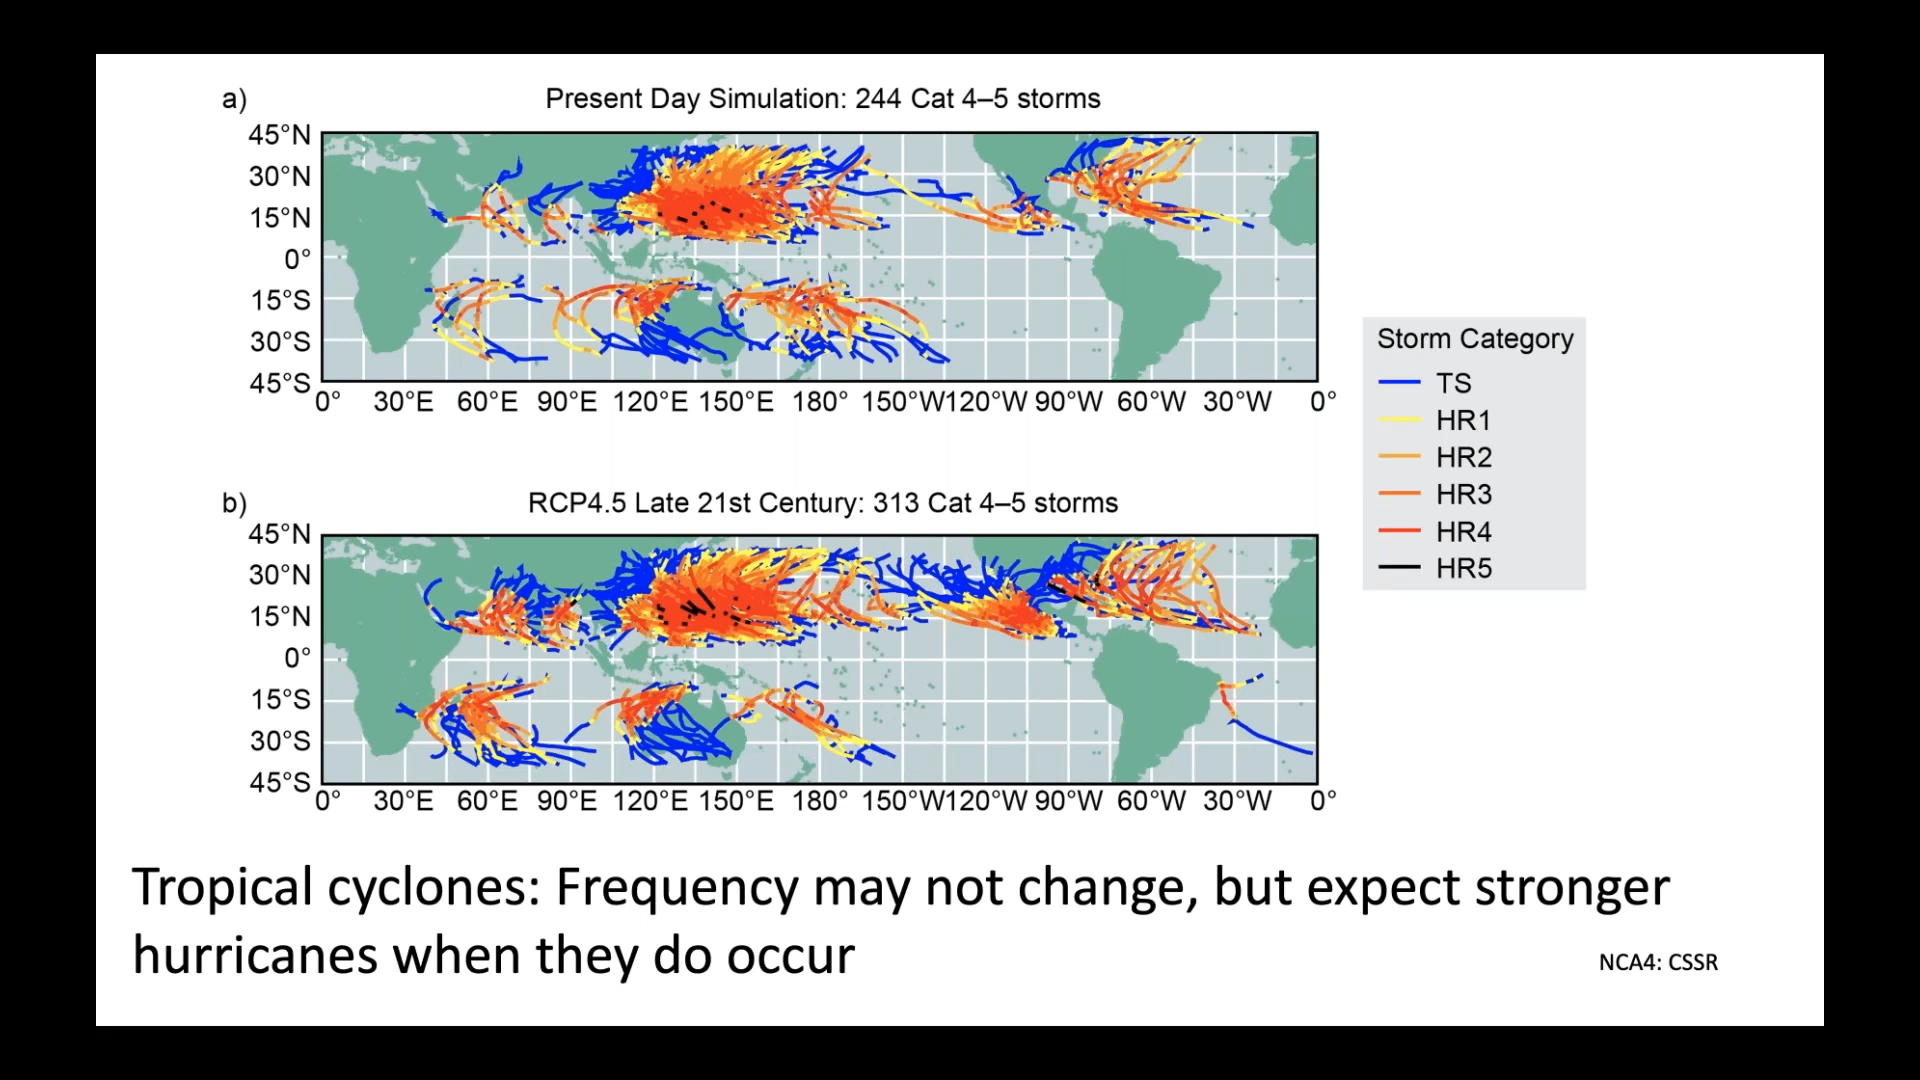 a)
Present Day Simulation: 244 Cat 4–5 storms
45°N
30°N
15°N
0°
15°S
30°S
45°S
0° 30°E 60°E 90°E 120°E 150°E 180° 150°W120°W 90°W 60°W 30°W 0°
b)
RCP4.5 Late 21st Century: 313 Cat 4–5 storms
45°N
30°N
15°N
0°
15°S
30°S
45°S
0° 30°E 60°E 90°E 120°E 150°E 180° 150°W120°W 90°W 60°W 30°W 0°
Storm Category
TS
HR1
HR2
HR3
HR4
HR5
Tropical cyclones: Frequency may not change, but expect stronger
hurricanes when they do occur
NCA4: CSSR